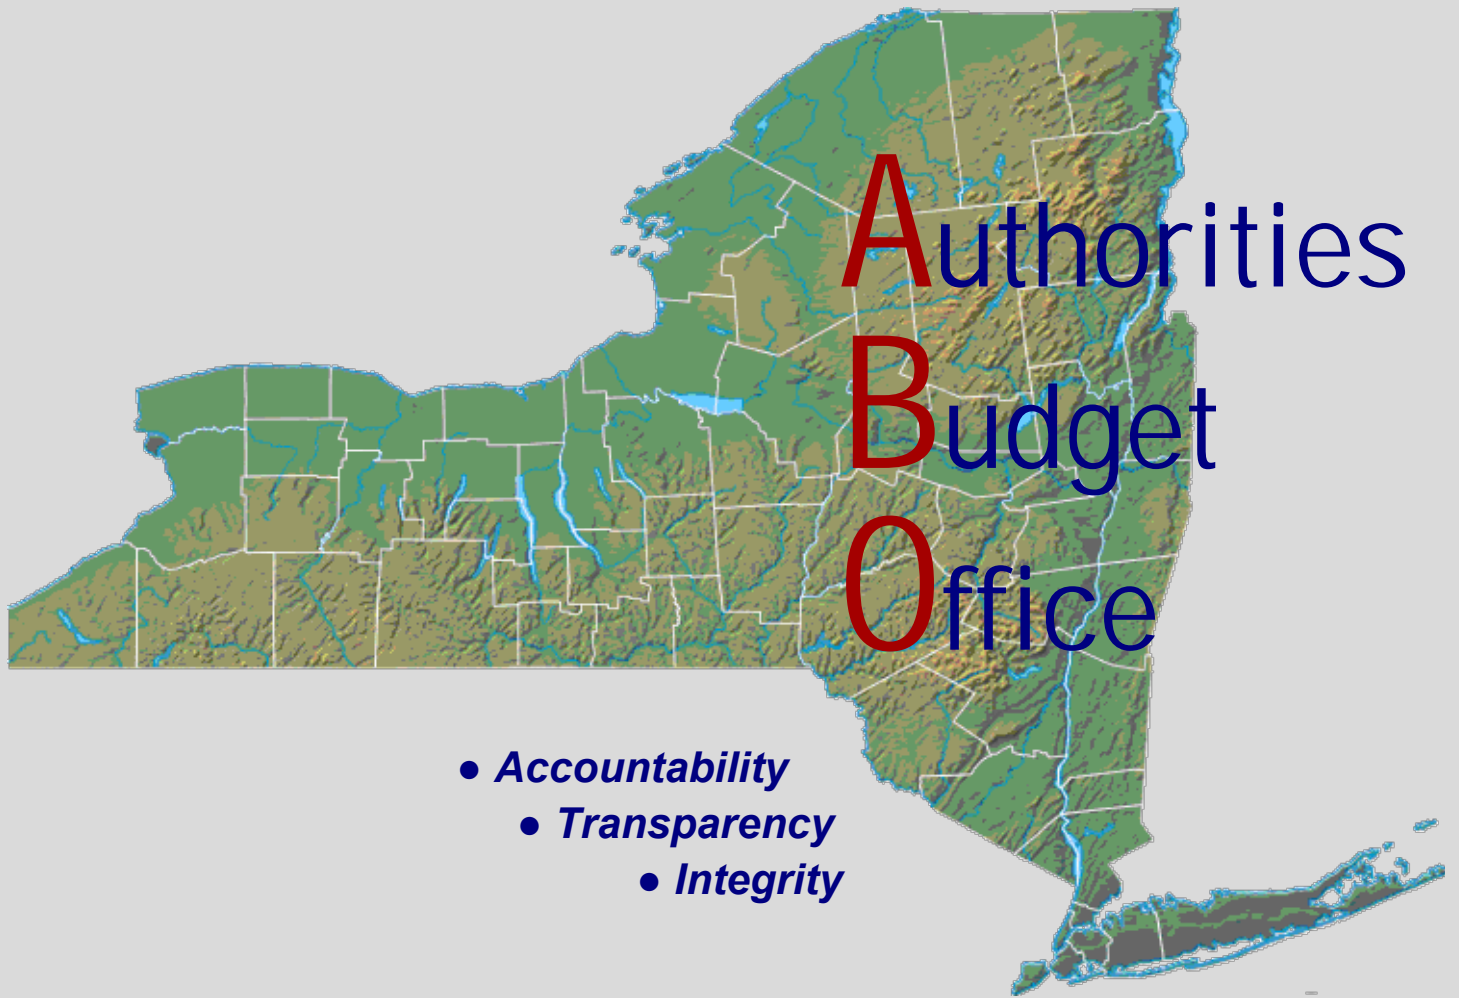 Authorities
Budget
Office
● Accountability
● Transparency
● Integrity